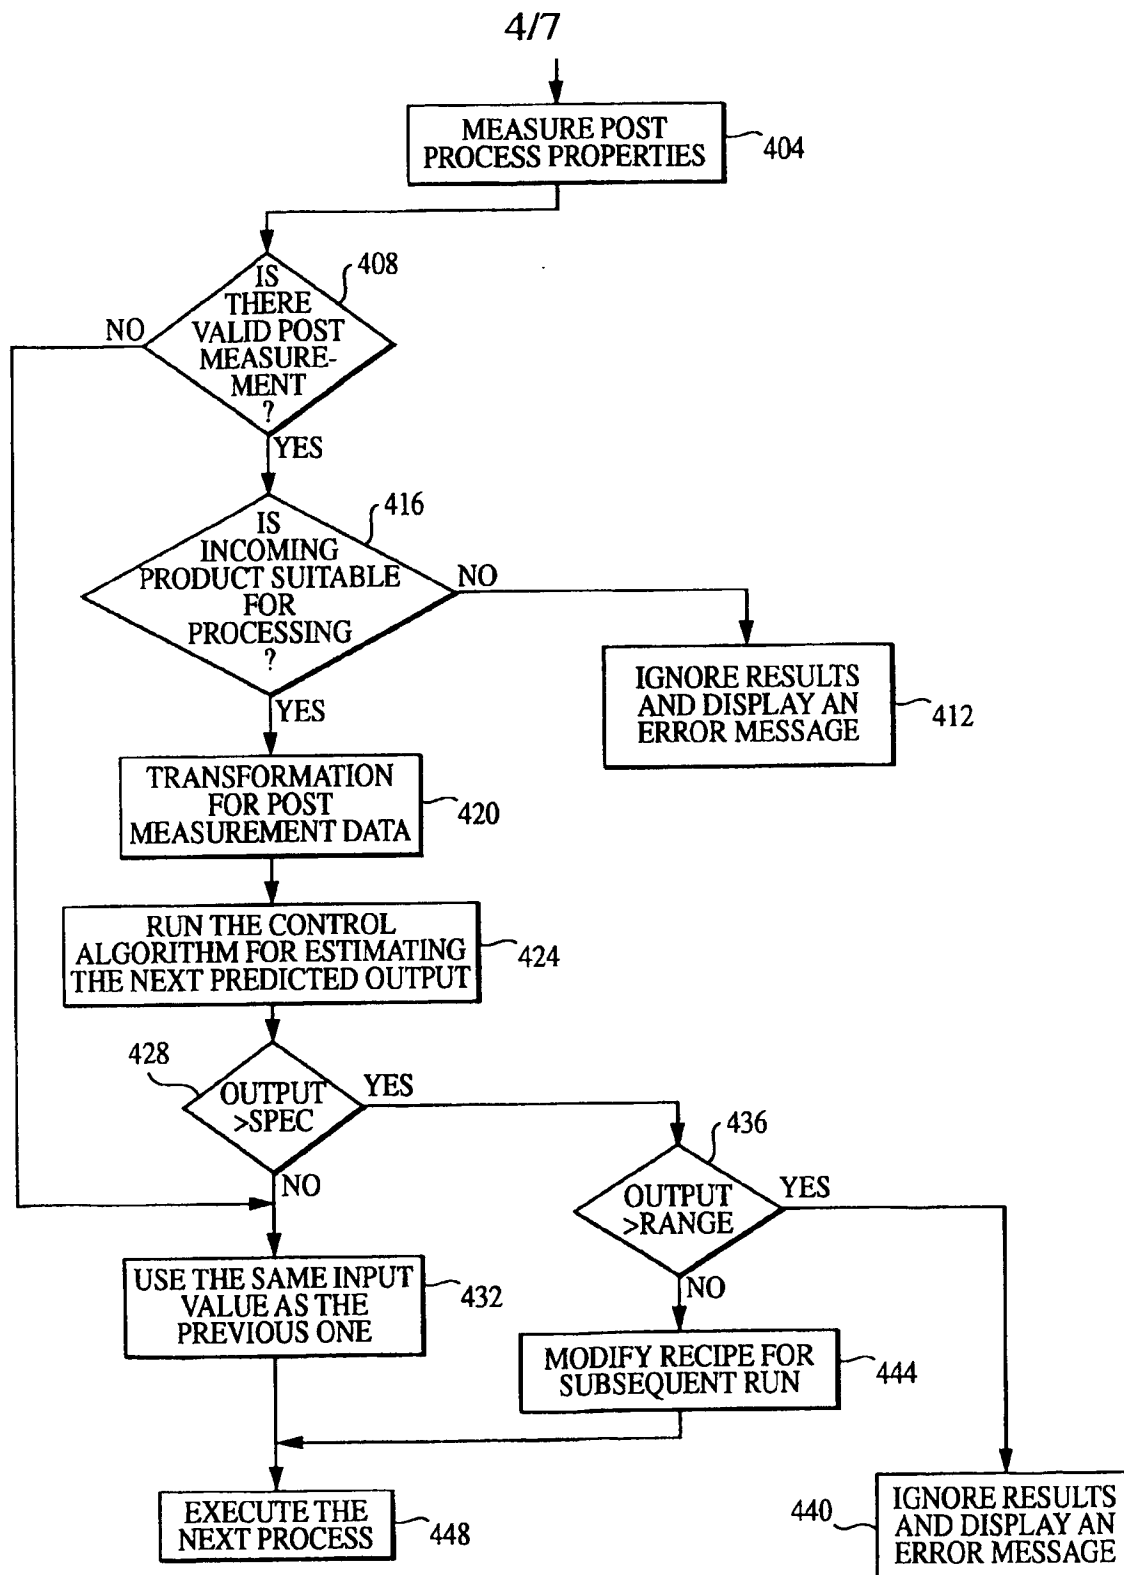 4/7
MEASURE POST
PROCESS PROPERTIES
404
408
IS
THERE
VALID POST
MEASURE-
MENT
?
NO
YES
416
IS
INCOMING
PRODUCT SUITABLE
FOR
PROCESSING
?
NO
YES
IGNORE RESULTS
AND DISPLAY AN
ERROR MESSAGE
412
TRANSFORMATION
FOR POST
MEASUREMENT DATA
420
RUN THE CONTROL
ALGORITHM FOR ESTIMATING
THE NEXT PREDICTED OUTPUT
424
428
OUTPUT
>SPEC
YES
NO
436
OUTPUT
>RANGE
YES
NO
USE THE SAME INPUT
VALUE AS THE
PREVIOUS ONE
432
MODIFY RECIPE FOR
SUBSEQUENT RUN
444
EXECUTE THE
NEXT PROCESS
448
440
IGNORE RESULTS
AND DISPLAY AN
ERROR MESSAGE